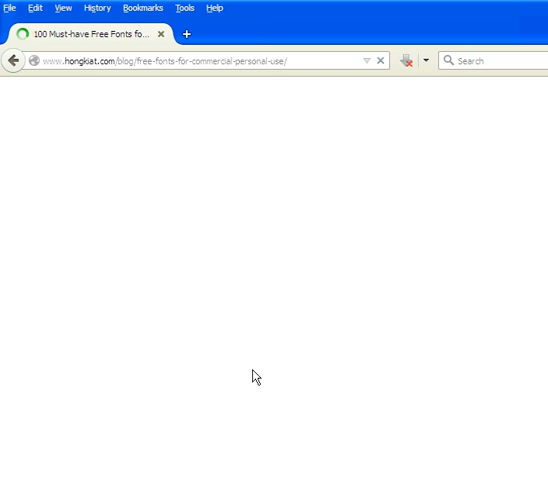 File Edit View History Bookmarks Tools Help
100 Must-have Free Fonts fo...
www.hongkiat.com/blog/free-fonts-for-commercial-personal-use/ Search